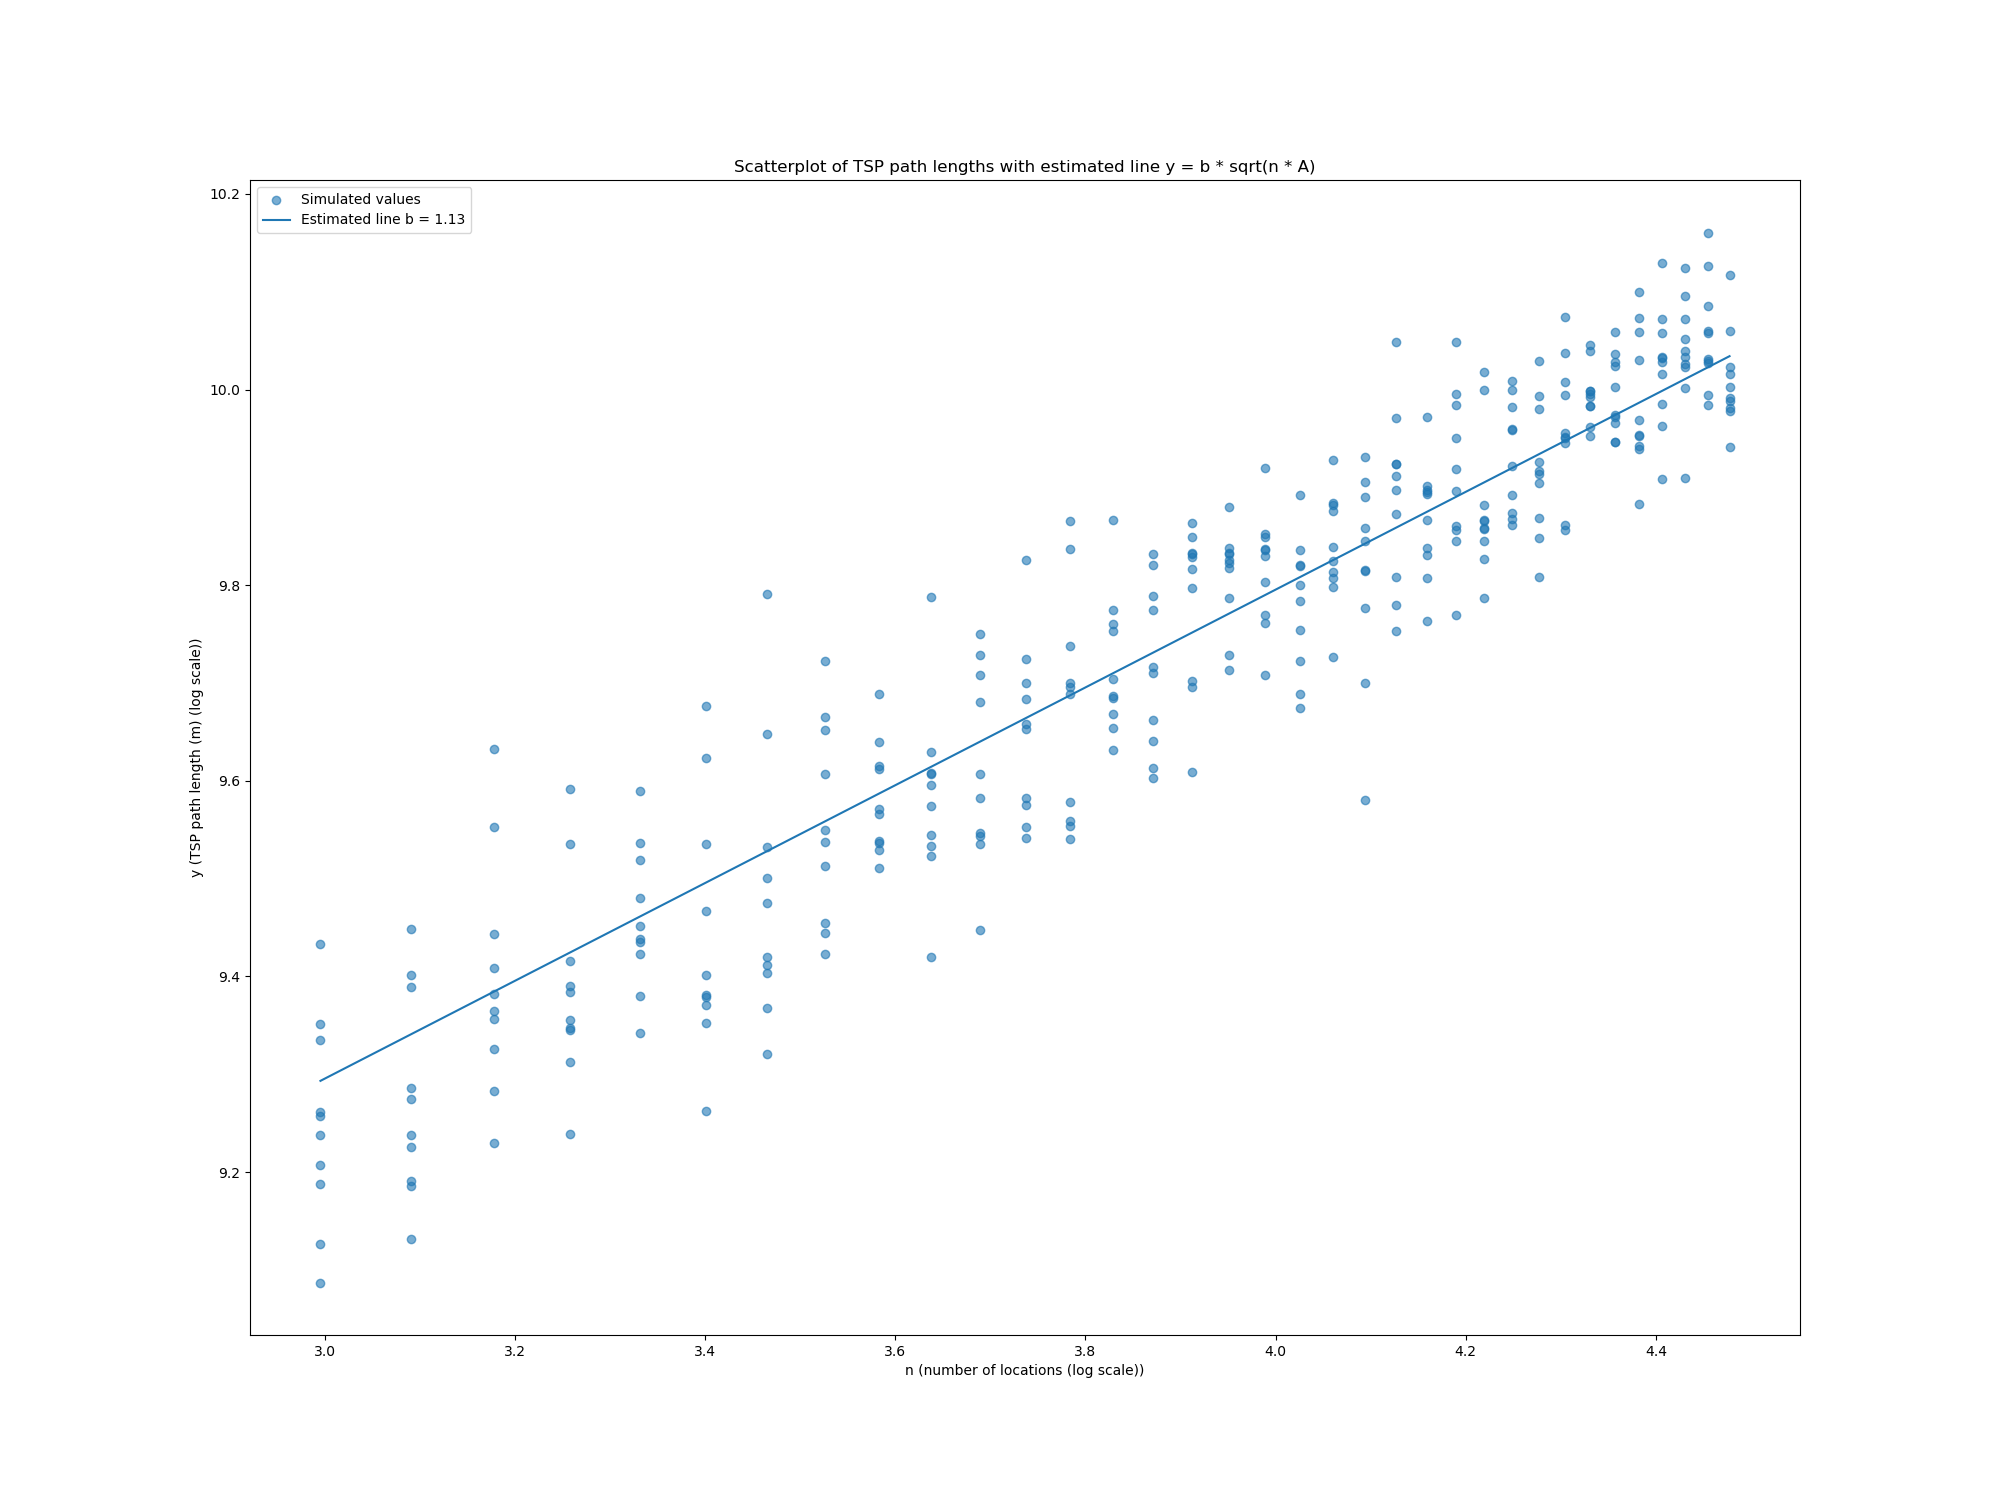 Scatterplot of TSP path lengths with estimated line y = b * sqrt(n * A)
Simulated values
Estimated line b = 1.13
10.2
10.0
9.8
9.6
9.4
9.2
y (TSP path length (m) (log scale))
3.0 3.2 3.4 3.6 3.8 4.0 4.2 4.4
n (number of locations (log scale))